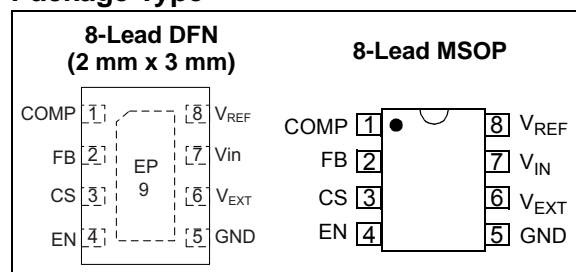 8-Lead DFN
(2 mm x 3 mm)
COMP 1 8 VREF
FB 2 EP 7 Vin
CS 3 9 6 VEXT
EN 4 5 GND
8-Lead MSOP
COMP 1 8 VREF
FB 2 7 VIN
CS 3 6 VEXT
EN 4 5 GND